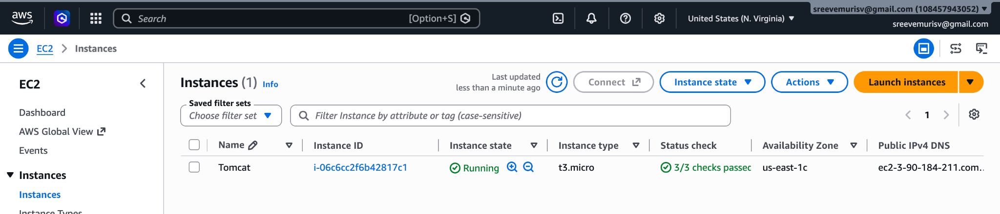 aws
Search
[Option+S]
United States (N. Virginia)
sreevemurisv@gmail.com (108457943052)
sreevemurisv@gmail.com
EC2
Instances
EC2
Dashboard
AWS Global View
Events
Instances
Instances
Instance Types
Instances (1)
Info
Last updated
less than a minute ago
Connect
Instance state
Actions
Launch instances
Saved filter sets
Choose filter set
Filter Instance by attribute or tag (case-sensitive)
1
Name Instance ID Instance state Instance type Status check Availability Zone Public IPv4 DNS
Tomcat i-06c6cc2f6b42817c1 Running t3.micro 3/3 checks passed us-east-1c ec2-3-90-184-211.com...